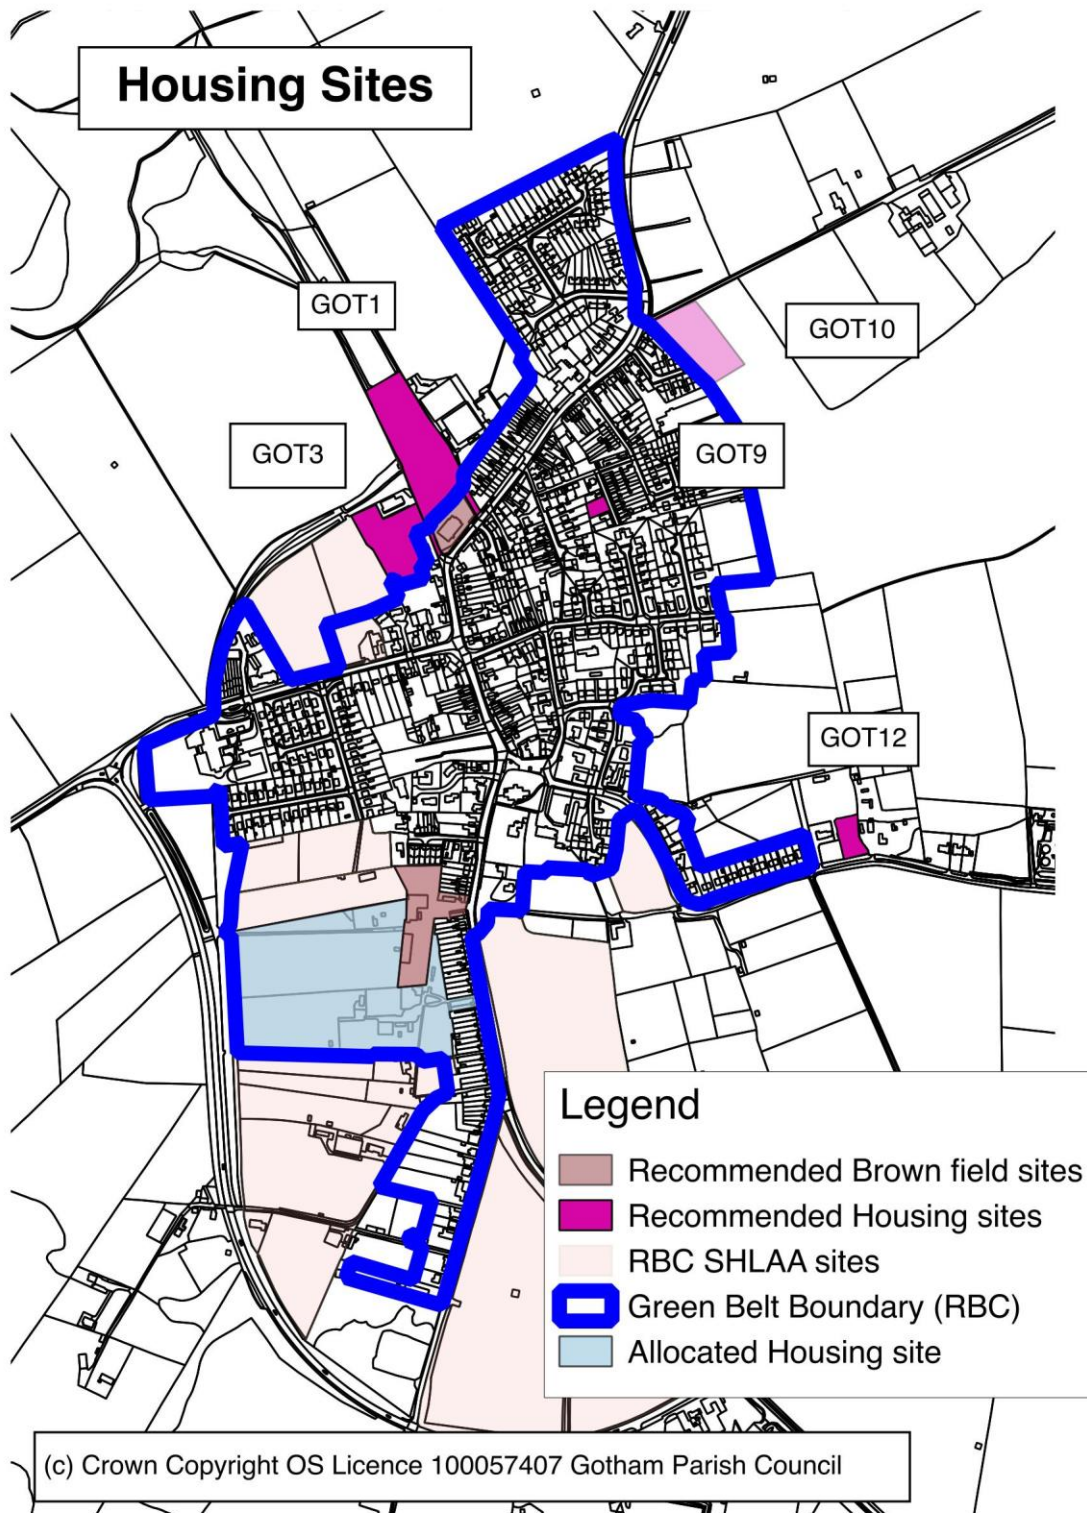 Housing Sites
GOT1
GOT10
GOT3
GOT9
GOT12
Legend
Recommended Brown field sites
Recommended Housing sites
RBC SHLAA sites
Green Belt Boundary (RBC)
Allocated Housing site
(c) Crown Copyright OS Licence 100057407 Gotham Parish Council